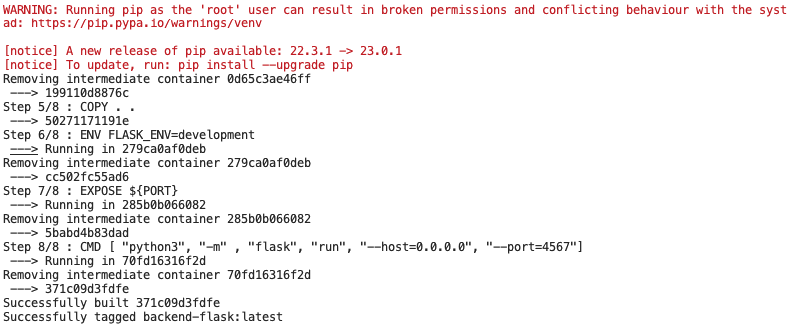 WARNING: Running pip as the 'root' user can result in broken permissions and conflicting behaviour with the syst
ad: https://pip.pypa.io/warnings/venv
[notice] A new release of pip available: 22.3.1 -> 23.0.1
[notice] To update, run: pip install --upgrade pip
Removing intermediate container 0d65c3ae46ff
---> 199110d8876c
Step 5/8 : COPY . .
---> 50271171191e
Step 6/8 : ENV FLASK_ENV=development
---> Running in 279ca0af0deb
Removing intermediate container 279ca0af0deb
---> cc502fc55ad6
Step 7/8 : EXPOSE ${PORT}
---> Running in 285b0b066082
Removing intermediate container 285b0b066082
---> 5babd4b83dad
Step 8/8 : CMD [ "python3", "-m" , "flask", "run", "--host=0.0.0.0", "--port=4567"]
---> Running in 70fd16316f2d
Removing intermediate container 70fd16316f2d
---> 371c09d3fdfe
Successfully built 371c09d3fdfe
Successfully tagged backend-flask:latest